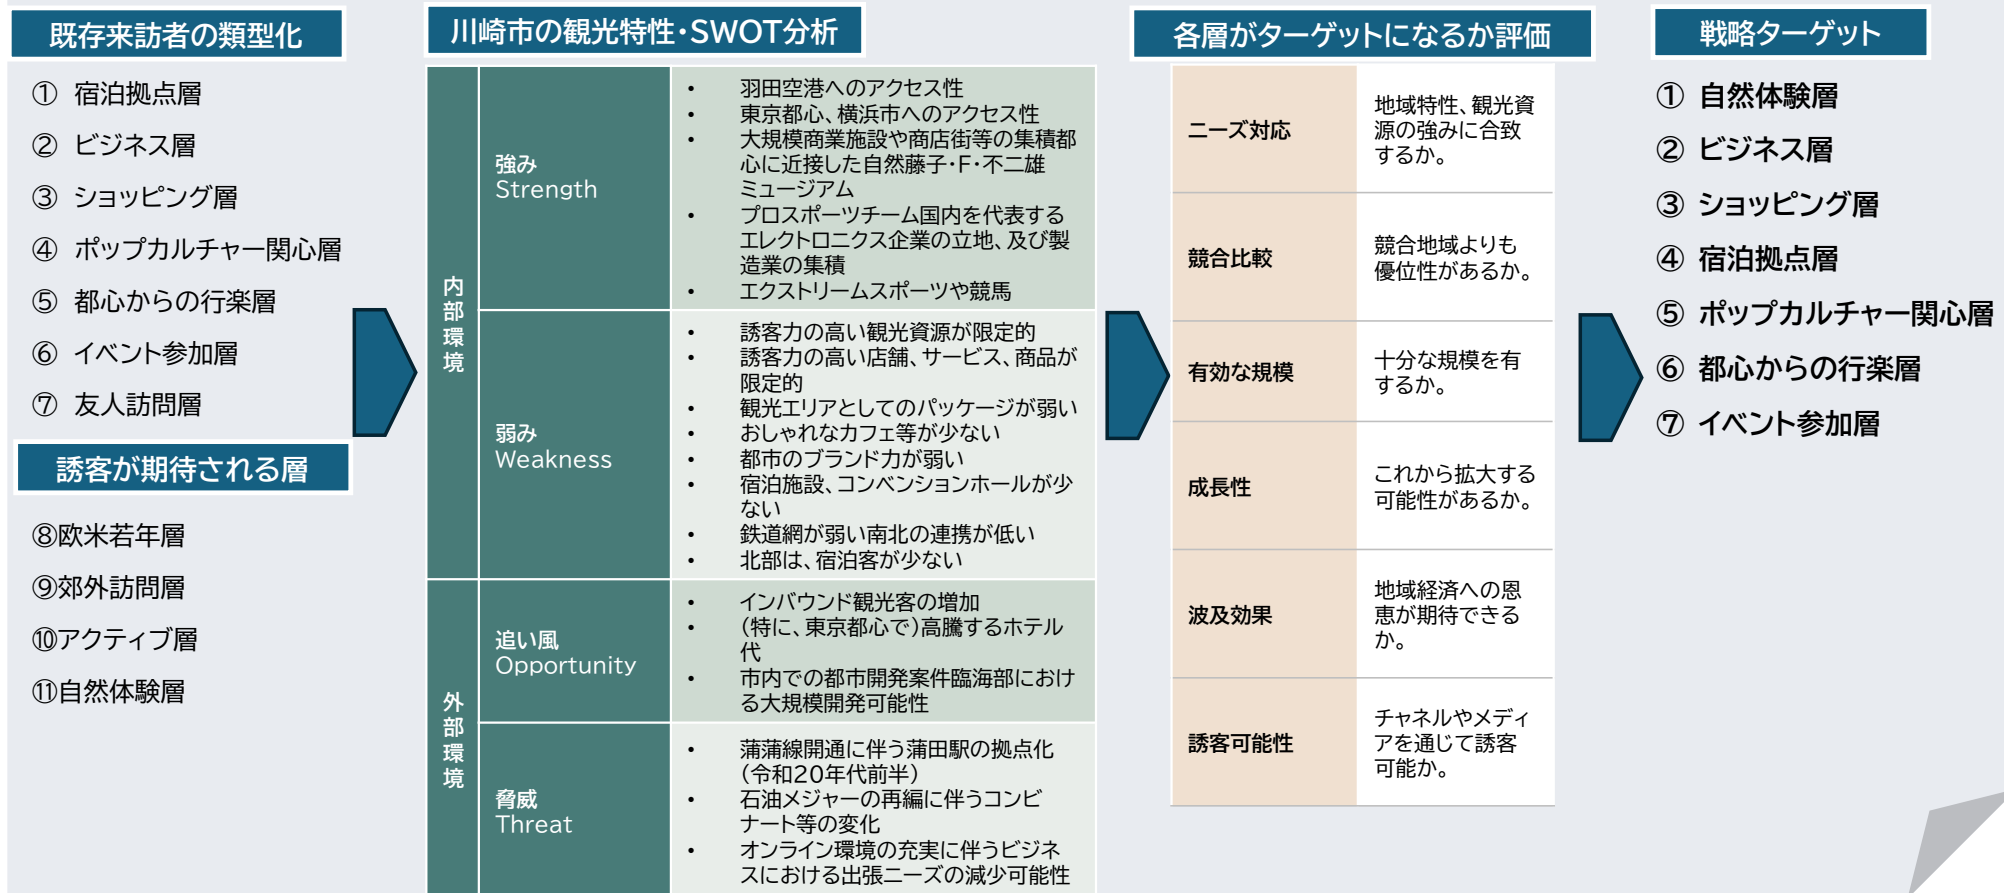 既存来訪者の類型化
① 宿泊拠点層
② ビジネス層
③ ショッピング層
④ ポップカルチャー関心層
⑤ 都心からの行楽層
⑥ イベント参加層
⑦ 友人訪問層
誘客が期待される層
⑧欧米若年層
⑨郊外訪問層
⑩アクティブ層
⑪自然体験層
川崎市の観光特性・SWOT分析
内部環境
強み
Strength
• 羽田空港へのアクセス性
• 東京都心、横浜市へのアクセス性
• 大規模商業施設や商店街等の集積都
心に近接した自然藤子・F・不二雄
ミュージアム
• プロスポーツチーム国内を代表する
エレクトロニクス企業の立地、及び製
造業の集積
• エクストリームスポーツや競馬
弱み
Weakness
• 誘客力の高い観光資源が限定的
• 誘客力の高い店舗、サービス、商品が
限定的
• 観光エリアとしてのパッケージが弱い
• おしゃれなカフェ等が少ない
• 都市のブランド力が弱い
• 宿泊施設、コンベンションホールが少
ない
• 鉄道網が弱い南北の連携が低い
• 北部は、宿泊客が少ない
外部環境
追い風
Opportunity
• インバウンド観光客の増加
• (特に、東京都心で)高騰するホテル
代
• 市内での都市開発案件臨海部におけ
る大規模開発可能性
脅威
Threat
• 蒲蒲線開通に伴う蒲田駅の拠点化
(令和20年代前半)
• 石油メジャーの再編に伴うコンビ
ナート等の変化
• オンライン環境の充実に伴うビジネ
スにおける出張ニーズの減少可能性
各層がターゲットになるか評価
ニーズ対応
地域特性、観光資
源の強みに合致
するか。
競合比較
競合地域よりも
優位性があるか。
有効な規模
十分な規模を有
するか。
成長性
これから拡大する
可能性があるか。
波及効果
地域経済への恩
恵が期待できる
か。
誘客可能性
チャネルやメディ
アを通じて誘客
可能か。
戦略ターゲット
① 自然体験層
② ビジネス層
③ ショッピング層
④ 宿泊拠点層
⑤ ポップカルチャー関心層
⑥ 都心からの行楽層
⑦ イベント参加層